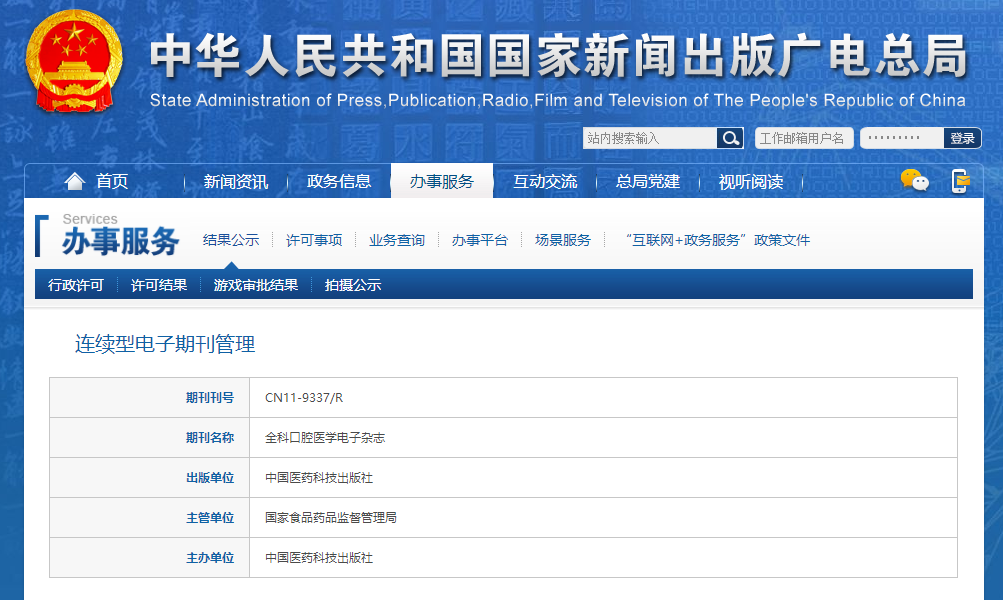 中华人民共和国国家新闻出版广电总局
State Administration of Press,Publication,Radio,Film and Television of The People's Republic of China
站内搜索输入 工作邮箱用户名 ········· 登录
首页 新闻资讯 政务信息 办事服务 互动交流 总局党建 视听阅读
Services
办事服务 结果公示 许可事项 业务查询 办事平台 场景服务 “互联网+政务服务”政策文件
行政许可 许可结果 游戏审批结果 拍摄公示
连续型电子期刊管理
期刊刊号 CN11-9337/R
期刊名称 全科口腔医学电子杂志
出版单位 中国医药科技出版社
主管单位 国家食品药品监督管理局
主办单位 中国医药科技出版社